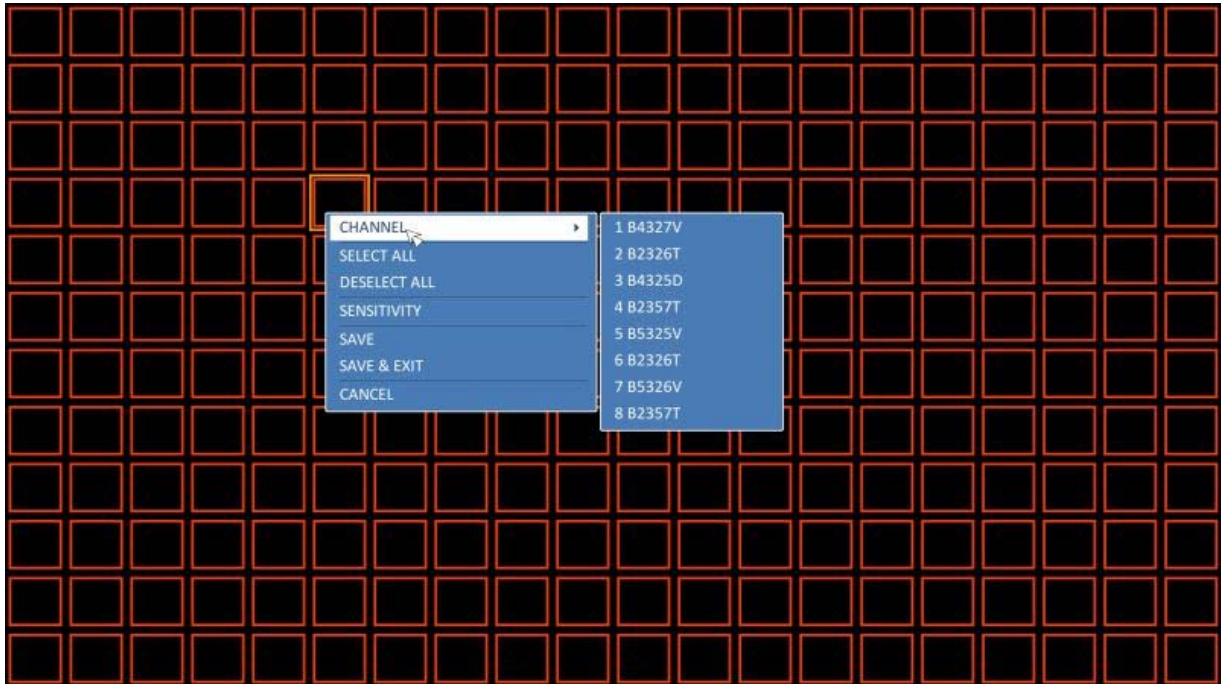 CHANNEL
SELECT ALL
DESELECT ALL
SENSITIVITY
SAVE
SAVE & EXIT
CANCEL
1 B4327V
2 B2326T
3 B4325D
4 B2357T
5 B5325V
6 B2326T
7 B5326V
8 B2357T